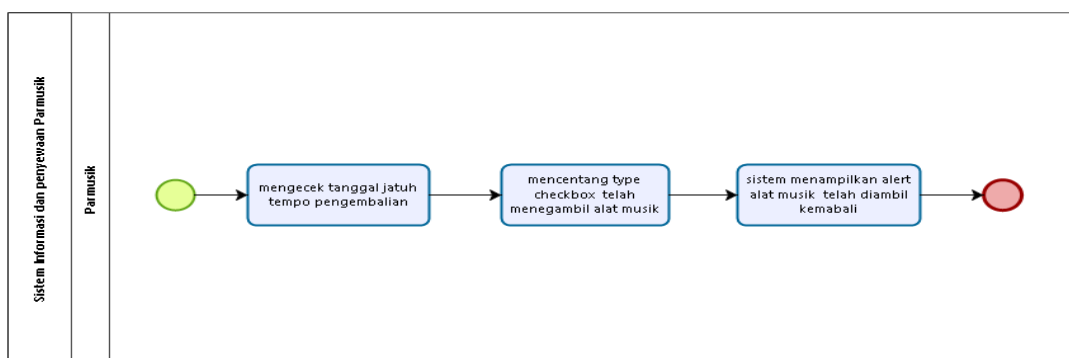 Sistem Informasi dan penyewaan Parmusik
Parmusik
mengecek tanggal jatuh
tempo pengembalian
mencentang type
checkbox telah
menegambil alat musik
sistem menampilkan alert
alat musik telah diambil
kemabali